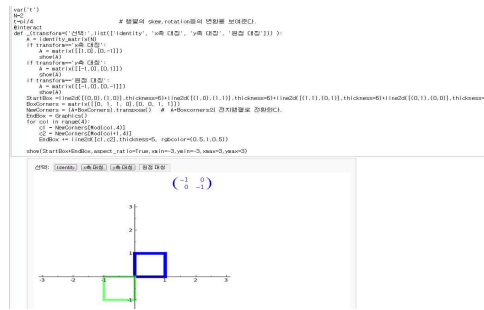 var('t')
N=2
t=pi/4 # 행렬의 skew,rotation등의 변화를 보여준다.
@interact
def _(transform=('선택:',list(['identity', 'x축 대칭', 'y축 대칭', '원점 대칭'])) ):
A = identity_matrix(N)
if transform=='x축 대칭':
A = matrix([[1,0],[0,-1]])
show(A)
if transform=='y축 대칭':
A = matrix([[-1,0],[0,1]])
show(A)
if transform=='원점 대칭':
A = matrix([[-1,0],[0,-1]])
show(A)
StartBox =line2d([(0,0),(1,0)],thickness=6)+line2d([(1,0),(1,1)],thickness=6)+line2d([(1,1),(0,1)],thickness=6)+line2d([(0,1),(0,0)],thickness=
BoxCorners = matrix([[0, 1, 1, 0],[0, 0, 1, 1]])
NewCorners = (A*BoxCorners).transpose() # A*Boxcorners의 전치행렬로 전환한다.
EndBox = Graphics()
for col in range(4):
c1 = NewCorners[Mod(col,4)]
c2 = NewCorners[Mod(col+1,4)]
EndBox += line2d([c1,c2],thickness=5, rgbcolor=(0.5,1,0.5))
show(StartBox+EndBox,aspect_ratio=True,xmin=-3,ymin=-3,xmax=3,ymax=3)
선택: identity x축 대칭 y축 대칭 원점 대칭
-1 0
0 -1
3
2
1
-3 -2 -1 1 2 3
-1